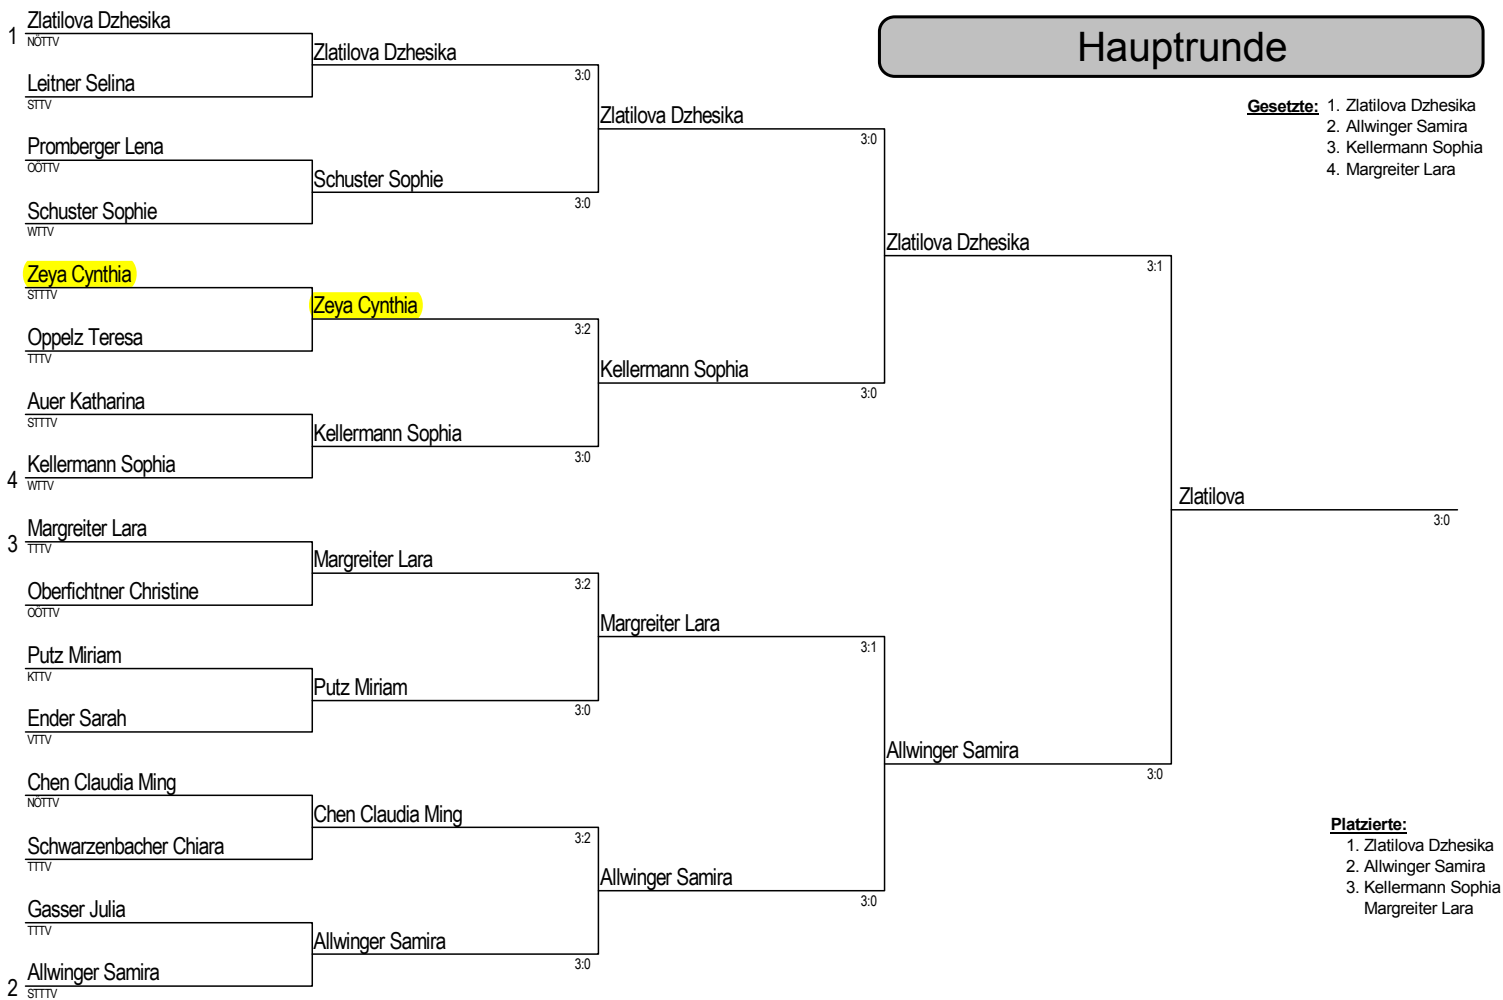 Hauptrunde
Gesetzte: 1. Zlatilova Dzhesika
2. Allwinger Samira
3. Kellermann Sophia
4. Margreiter Lara
1 Zlatilova Dzhesika
NÖTTV
Leitner Selina
STTV
Promberger Lena
OÖTTV
Schuster Sophie
WTTV
Zeya Cynthia
STTTV
Oppelz Teresa
TTTV
Auer Katharina
STTTV
4 Kellermann Sophia
WTTV
3 Margreiter Lara
TTTV
Oberfichtner Christine
OÖTTV
Putz Miriam
KTTV
Ender Sarah
VTTV
Chen Claudia Ming
NÖTTV
Schwarzenbacher Chiara
TTTV
Gasser Julia
TTTV
2 Allwinger Samira
STTTV
Zlatilova Dzhesika
3:0
Schuster Sophie
3:0
Zeya Cynthia
3:2
Kellermann Sophia
3:0
Margreiter Lara
3:2
Putz Miriam
3:0
Chen Claudia Ming
3:2
Allwinger Samira
3:0
Zlatilova Dzhesika
3:0
Kellermann Sophia
3:0
Margreiter Lara
3:1
Allwinger Samira
3:0
Zlatilova Dzhesika
3:1
Allwinger Samira
3:0
Zlatilova
3:0
Platzierte:
1. Zlatilova Dzhesika
2. Allwinger Samira
3. Kellermann Sophia
Margreiter Lara